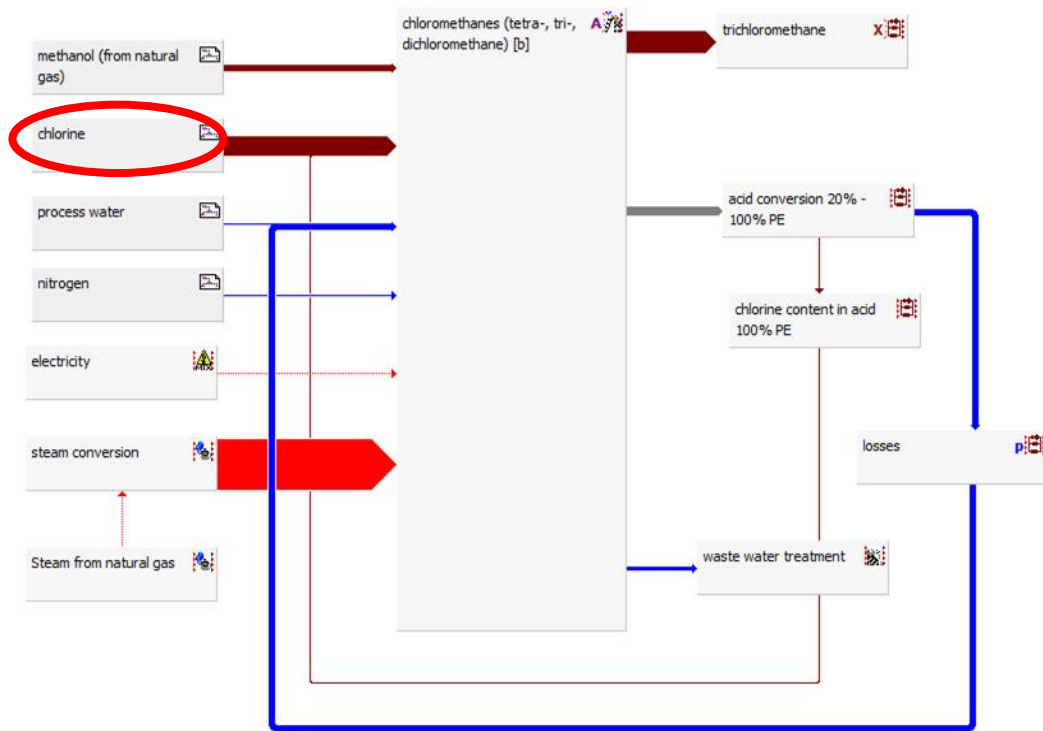 chloromethanes (tetra-, tri-,
dichloromethane) [b]
A
trichloromethane
X
methanol (from natural
gas)
chlorine
process water
nitrogen
electricity
MIX
steam conversion
Steam from natural gas
acid conversion 20% -
100% PE
chlorine content in acid
100% PE
losses
p
waste water treatment